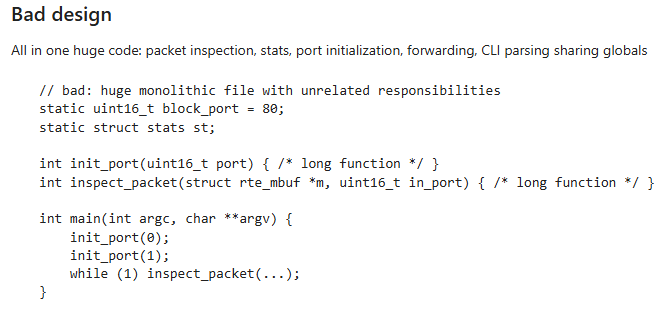 Bad design
All in one huge code: packet inspection, stats, port initialization, forwarding, CLI parsing sharing globals
// bad: huge monolithic file with unrelated responsibilities
static uint16_t block_port = 80;
static struct stats st;
int init_port(uint16_t port) { /* long function */ }
int inspect_packet(struct rte_mbuf *m, uint16_t in_port) { /* long function */ }
int main(int argc, char **argv) {
    init_port(0);
    init_port(1);
    while (1) inspect_packet(...);
}